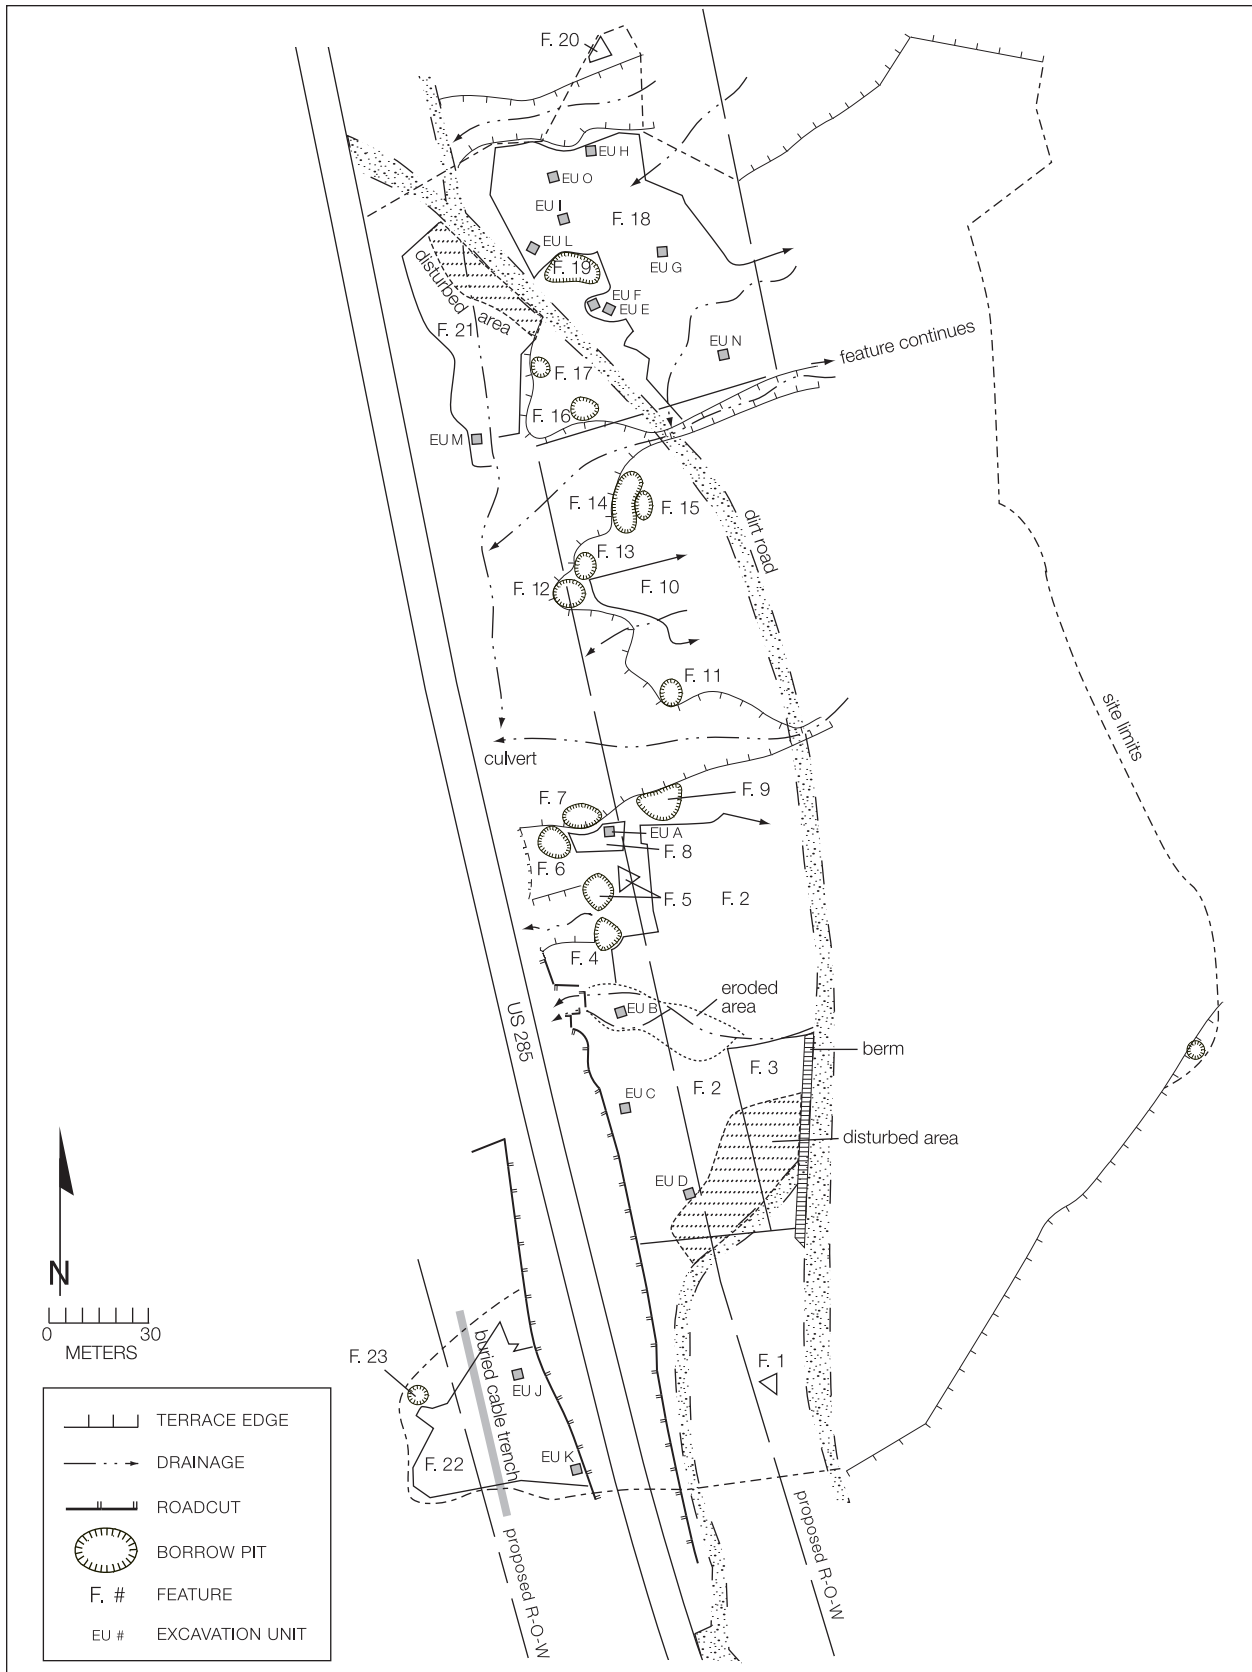 F. 20
EU H
EU O
EU I
F. 18
EU L
F. 19
EU G
disturbed area
EU F
EU E
F. 21
EU N
feature continues
F. 17
F. 16
EU M
F. 14
F. 15
dirt road
F. 13
F. 12
F. 10
F. 11
site limits
culvert
F. 7
F. 9
EU A
F. 8
F. 6
F. 5
F. 2
F. 4
eroded
area
EU B
US 285
berm
F. 3
F. 2
EU C
disturbed area
EU D
N
0 30
METERS
buried cable trench
F. 23
EU J
F. 1
F. 22
EU K
proposed R-O-W
proposed R-O-W
TERRACE EDGE
DRAINAGE
ROADCUT
BORROW PIT
F. # FEATURE
EU # EXCAVATION UNIT